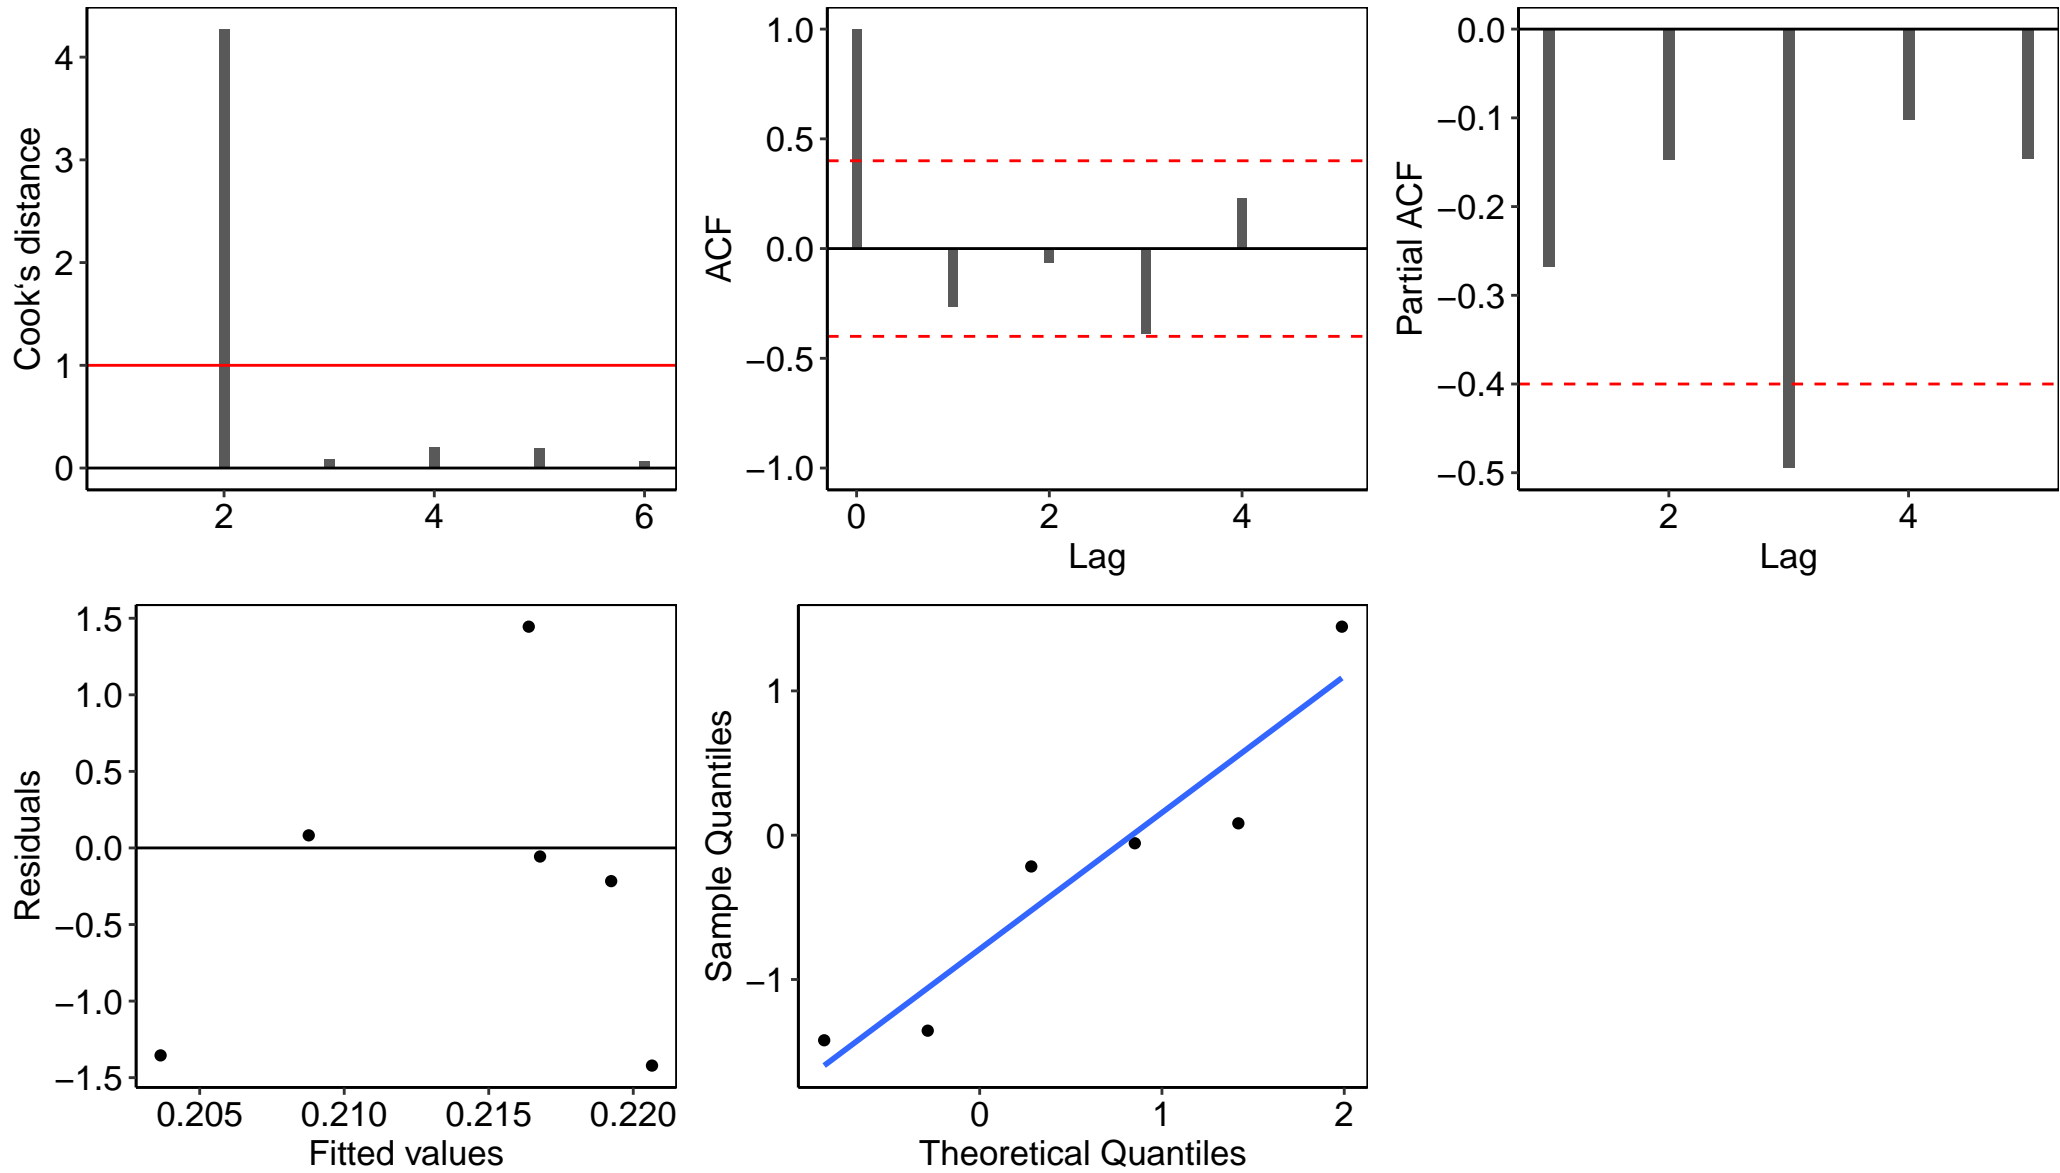 Cook‘s distance
4
3
2
1
0
2 4 6
ACF
1.0
0.5
0.0
−0.5
−1.0
0 2 4
Lag
Partial ACF
0.0
−0.1
−0.2
−0.3
−0.4
−0.5
2 4
Lag
Residuals
1.5
1.0
0.5
0.0
−0.5
−1.0
−1.5
0.205 0.210 0.215 0.220
Fitted values
Sample Quantiles
1
0
−1
0 1 2
Theoretical Quantiles